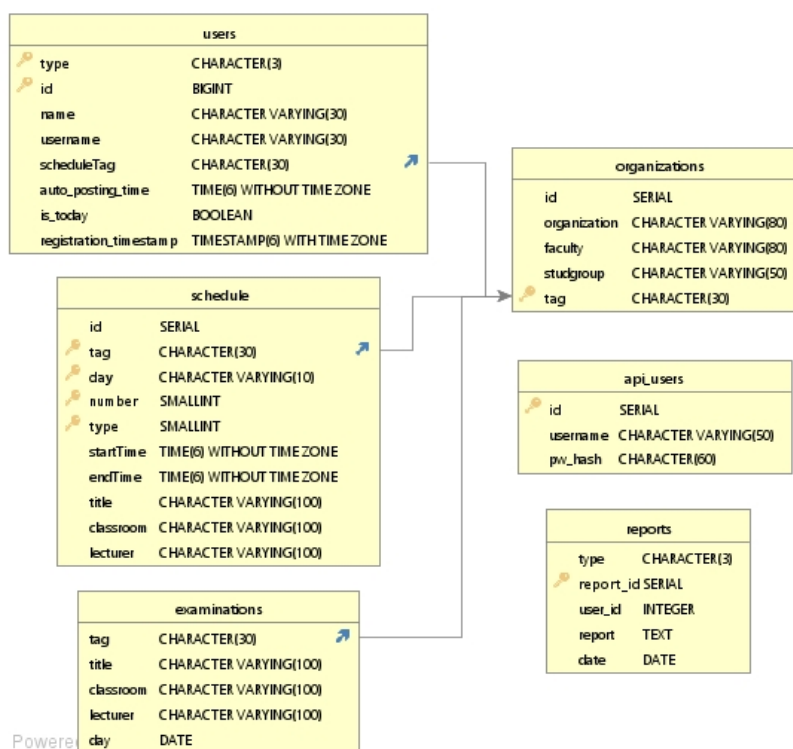 users
type CHARACTER(3)
id BIGINT
name CHARACTER VARYING(30)
username CHARACTER VARYING(30)
scheduleTag CHARACTER(30)
auto_posting_time TIME(6) WITHOUT TIME ZONE
is_today BOOLEAN
registration_timestamp TIMESTAMP(6) WITH TIME ZONE
organizations
id SERIAL
organization CHARACTER VARYING(80)
faculty CHARACTER VARYING(80)
studgroup CHARACTER VARYING(50)
tag CHARACTER(30)
schedule
id SERIAL
tag CHARACTER(30)
day CHARACTER VARYING(10)
number SMALLINT
type SMALLINT
startTime TIME(6) WITHOUT TIME ZONE
endTime TIME(6) WITHOUT TIME ZONE
title CHARACTER VARYING(100)
classroom CHARACTER VARYING(100)
lecturer CHARACTER VARYING(100)
api_users
id SERIAL
username CHARACTER VARYING(50)
pw_hash CHARACTER(60)
reports
type CHARACTER(3)
report_id SERIAL
user_id INTEGER
report TEXT
date DATE
examinations
tag CHARACTER(30)
title CHARACTER VARYING(100)
classroom CHARACTER VARYING(100)
lecturer CHARACTER VARYING(100)
day DATE
Powere